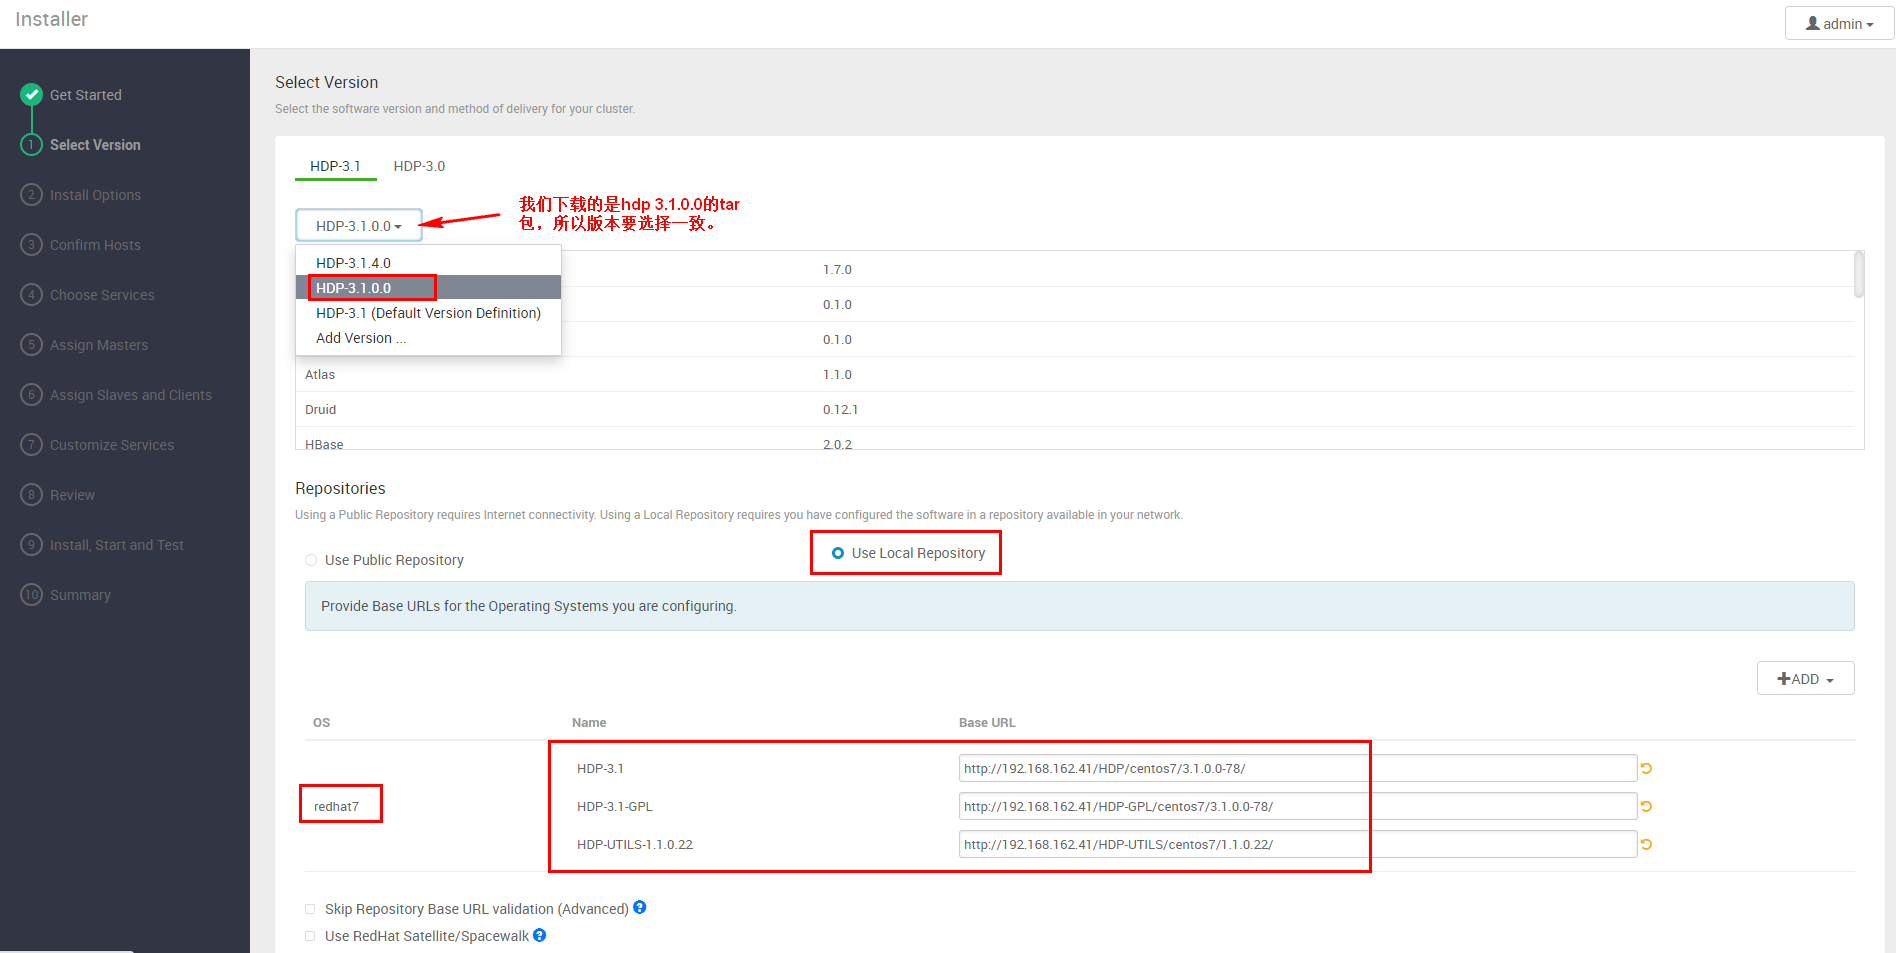 Installer
admin
Get Started
1 Select Version
2 Install Options
3 Confirm Hosts
4 Choose Services
5 Assign Masters
6 Assign Slaves and Clients
7 Customize Services
8 Review
9 Install, Start and Test
10 Summary
Select Version
Select the software version and method of delivery for your cluster.
HDP-3.1 HDP-3.0
我们下载的是hdp 3.1.0.0的tar
包，所以版本要选择一致。
HDP-3.1.0.0
HDP-3.1.4.0
HDP-3.1.0.0
HDP-3.1 (Default Version Definition)
Add Version ...
1.7.0
0.1.0
0.1.0
Atlas 1.1.0
Druid 0.12.1
HBase 2.0.2
Repositories
Using a Public Repository requires Internet connectivity. Using a Local Repository requires you have configured the software in a repository available in your network.
Use Public Repository
Use Local Repository
Provide Base URLs for the Operating Systems you are configuring.
ADD
OS Name Base URL
redhat7
HDP-3.1 http://192.168.162.41/HDP/centos7/3.1.0.0-78/
HDP-3.1-GPL http://192.168.162.41/HDP-GPL/centos7/3.1.0.0-78/
HDP-UTILS-1.1.0.22 http://192.168.162.41/HDP-UTILS/centos7/1.1.0.22/
Skip Repository Base URL validation (Advanced) ?
Use RedHat Satellite/Spacewalk ?